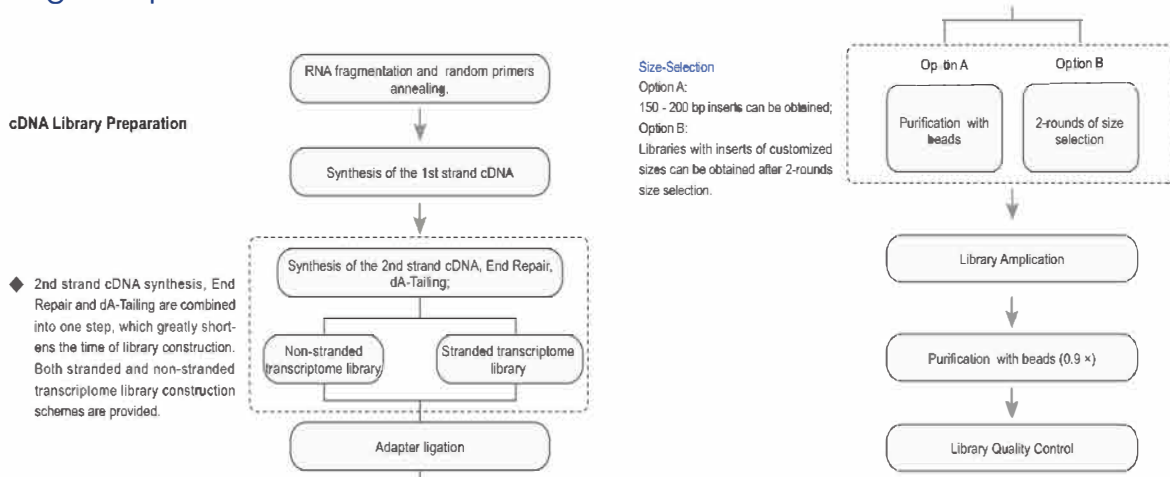 cDNA Library Preparation
RNA fragmentation and random primers
annealing.
Synthesis of the 1st strand cDNA
◆ 2nd strand cDNA synthesis, End
Repair and dA-Tailing are combined
into one step, which greatly short-
ens the time of library construction.
Both stranded and non-stranded
transcriptome library construction
schemes are provided.
Synthesis of the 2nd strand cDNA, End Repair,
dA-Tailing;
Non-stranded
transcriptome library
Stranded transcriptome
library
Adapter ligation
Size-Selection
Option A:
150 - 200 bp inserts can be obtained;
Option B:
Libraries with inserts of customized
sizes can be obtained after 2-rounds
size selection.
Option A
Purification with
beads
Option B
2-rounds of size
selection
Library Amplication
Purification with beads (0.9 ×)
Library Quality Control